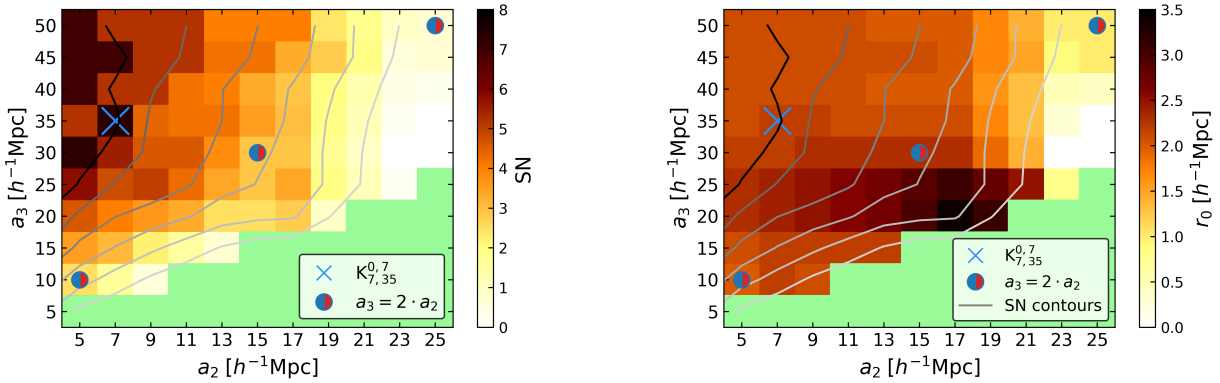 50
45
40
35
30
25
20
15
10
5
a₃ [h⁻¹Mpc]
5 7 9 11 13 15 17 19 21 23 25
a₂ [h⁻¹Mpc]
K⁰,⁷₇,₃₅
a₃ = 2 · a₂
8
7
6
5
4
3
2
1
0
SN
50
45
40
35
30
25
20
15
10
5
a₃ [h⁻¹Mpc]
5 7 9 11 13 15 17 19 21 23 25
a₂ [h⁻¹Mpc]
K⁰,⁷₇,₃₅
a₃ = 2 · a₂
SN contours
3.5
3.0
2.5
2.0
1.5
1.0
0.5
0.0
r₀ [h⁻¹Mpc]